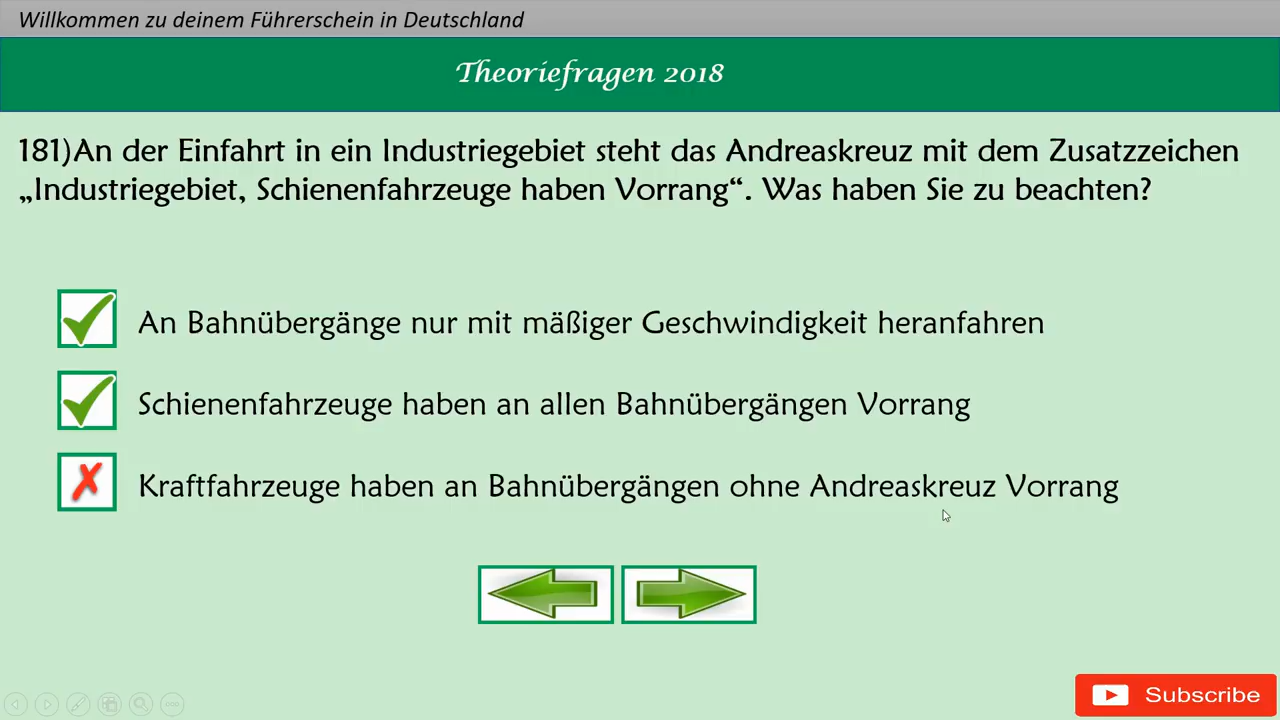 Willkommen zu deinem Führerschein in Deutschland
Theoriefragen 2018
181)An der Einfahrt in ein Industriegebiet steht das Andreaskreuz mit dem Zusatzzeichen
„Industriegebiet, Schienenfahrzeuge haben Vorrang“. Was haben Sie zu beachten?
An Bahnübergänge nur mit mäßiger Geschwindigkeit heranfahren
Schienenfahrzeuge haben an allen Bahnübergängen Vorrang
Kraftfahrzeuge haben an Bahnübergängen ohne Andreaskreuz Vorrang
Subscribe